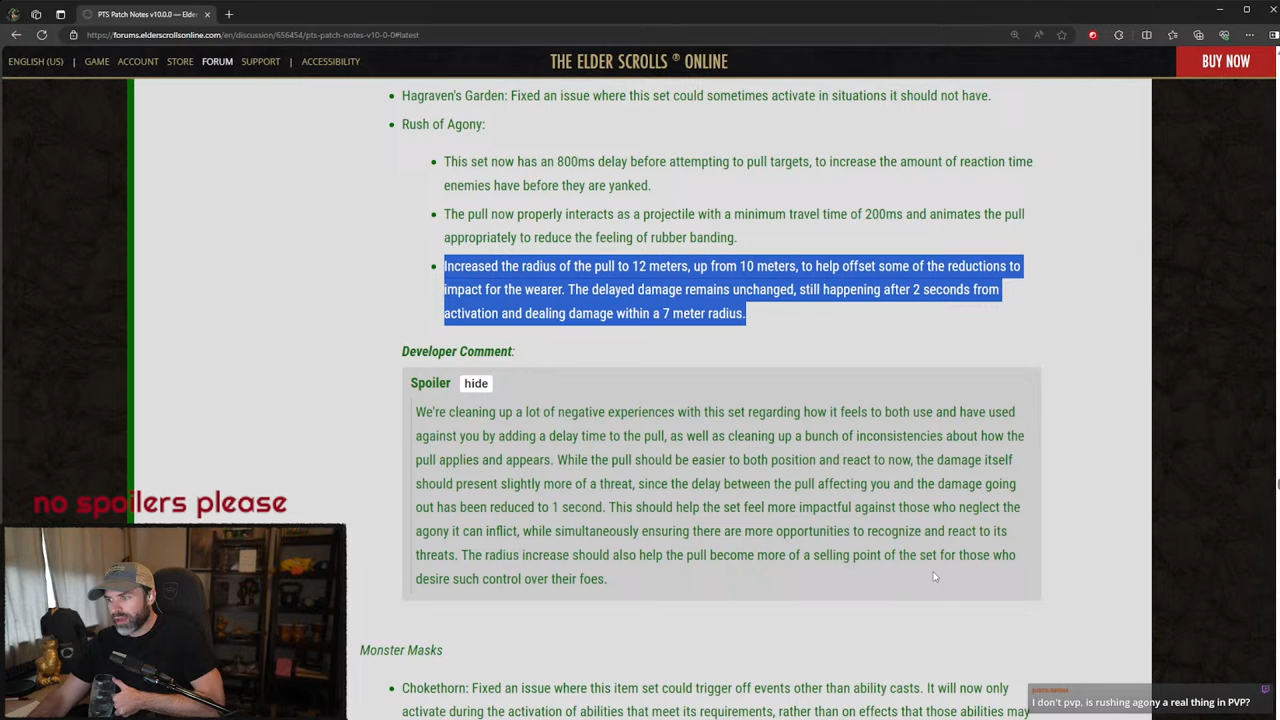 PTS Patch Notes v10.0.0 — Elder
https://forums.elderscrollsonline.com/en/discussion/656454/pts-patch-notes-v10-0-0#latest
ENGLISH (US) | GAME ACCOUNT STORE FORUM SUPPORT | ACCESSIBILITY
THE ELDER SCROLLS ® ONLINE
BUY NOW
• Hagraven's Garden: Fixed an issue where this set could sometimes activate in situations it should not have.
• Rush of Agony:
• This set now has an 800ms delay before attempting to pull targets, to increase the amount of reaction time
enemies have before they are yanked.
• The pull now properly interacts as a projectile with a minimum travel time of 200ms and animates the pull
appropriately to reduce the feeling of rubber banding.
• Increased the radius of the pull to 12 meters, up from 10 meters, to help offset some of the reductions to
impact for the wearer. The delayed damage remains unchanged, still happening after 2 seconds from
activation and dealing damage within a 7 meter radius.
Developer Comment:
Spoiler hide
We're cleaning up a lot of negative experiences with this set regarding how it feels to both use and have used
against you by adding a delay time to the pull, as well as cleaning up a bunch of inconsistencies about how the
pull applies and appears. While the pull should be easier to both position and react to now, the damage itself
should present slightly more of a threat, since the delay between the pull affecting you and the damage going
out has been reduced to 1 second. This should help the set feel more impactful against those who neglect the
agony it can inflict, while simultaneously ensuring there are more opportunities to recognize and react to its
threats. The radius increase should also help the pull become more of a selling point of the set for those who
desire such control over their foes.
no spoilers please
Monster Masks
• Chokethorn: Fixed an issue where this item set could trigger off events other than ability casts. It will now only
activate during the activation of abilities that meet its requirements, rather than on effects that those abilities may
I don't pvp, is rushing agony a real thing in PVP?